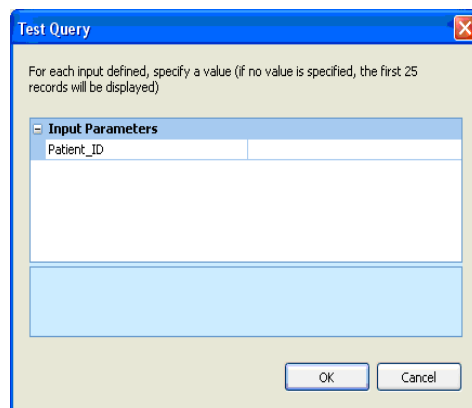 Test Query
For each input defined, specify a value (if no value is specified, the first 25
records will be displayed)
Input Parameters
Patient_ID
OK Cancel